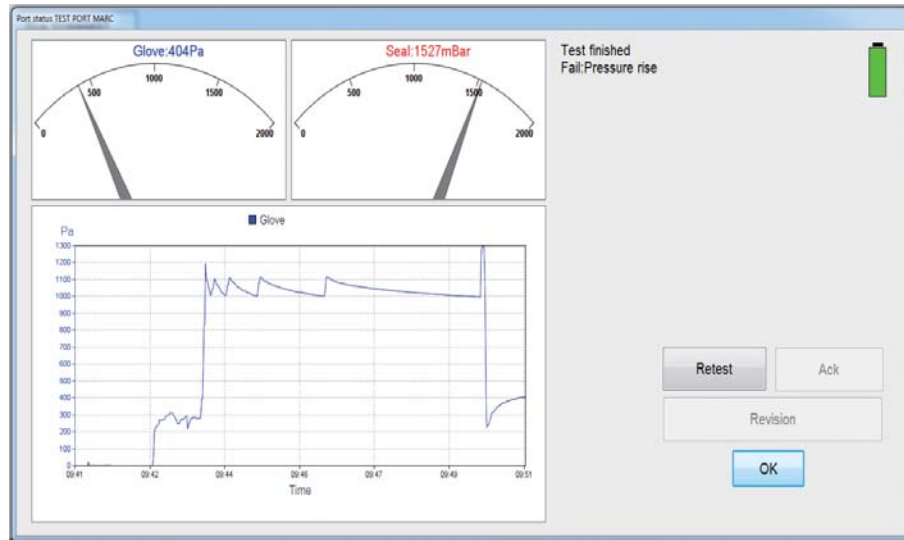 Port status TEST PORT MARC
Glove:404Pa
0
500
1000
1500
2000
Seal:1527mBar
0
500
1000
1500
2000
Test finished
Fail:Pressure rise
Glove
Pa
1300
1200
1100
1000
900
800
700
600
500
400
300
200
100
0
09:41
09:42
09:44
09:46
09:47
09:49
09:51
Time
Retest
Ack
Revision
OK